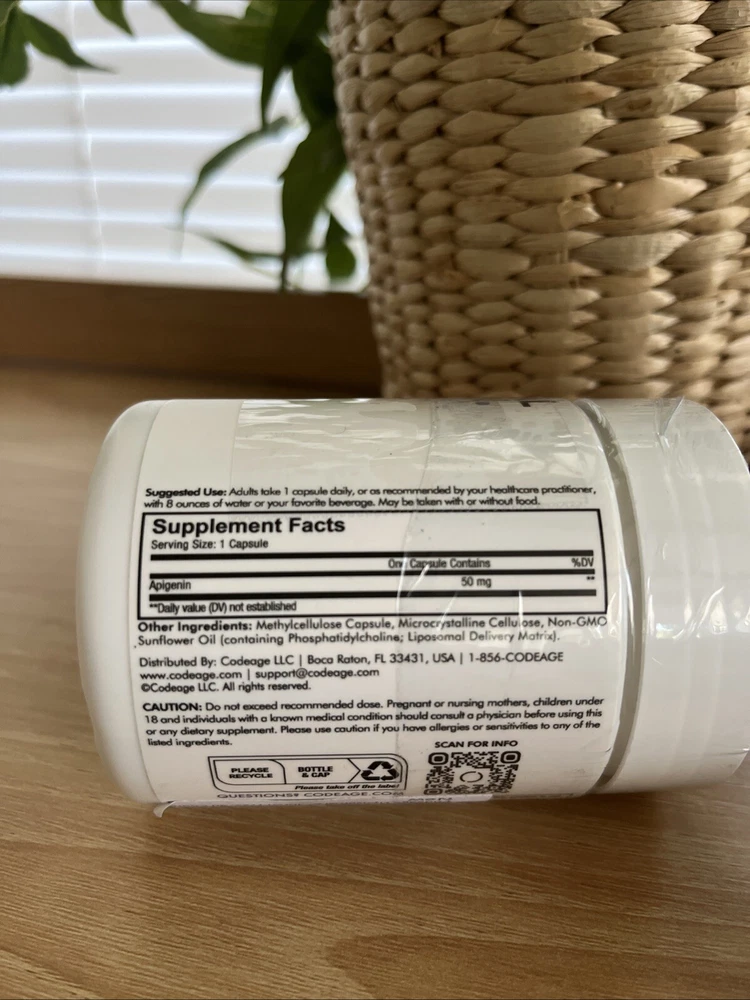 Suggested Use: Adults take 1 capsule daily, or as recommended by your healthcare practitioner,
with 8 ounces of water or your favorite beverage. May be taken with or without food.
Supplement Facts
Serving Size: 1 Capsule
One Capsule Contains %DV
Apigenin 50 mg **
**Daily value (DV) not established
Other Ingredients: Methylcellulose Capsule, Microcrystalline Cellulose, Non-GMO
Sunflower Oil (containing Phosphatidylcholine; Liposomal Delivery Matrix).
Distributed By: Codeage LLC | Boca Raton, FL 33431, USA | 1-856-CODEAGE
www.codeage.com | support@codeage.com
©Codeage LLC. All rights reserved.
CAUTION: Do not exceed recommended dose. Pregnant or nursing mothers, children under
18 and individuals with a known medical condition should consult a physician before using this
or any dietary supplement. Please use caution if you have allergies or sensitivities to any of the
listed ingredients.
SCAN FOR INFO
PLEASE
RECYCLE
BOTTLE
& CAP
Please take off the label
QUESTIONS? CODEAGE.COM